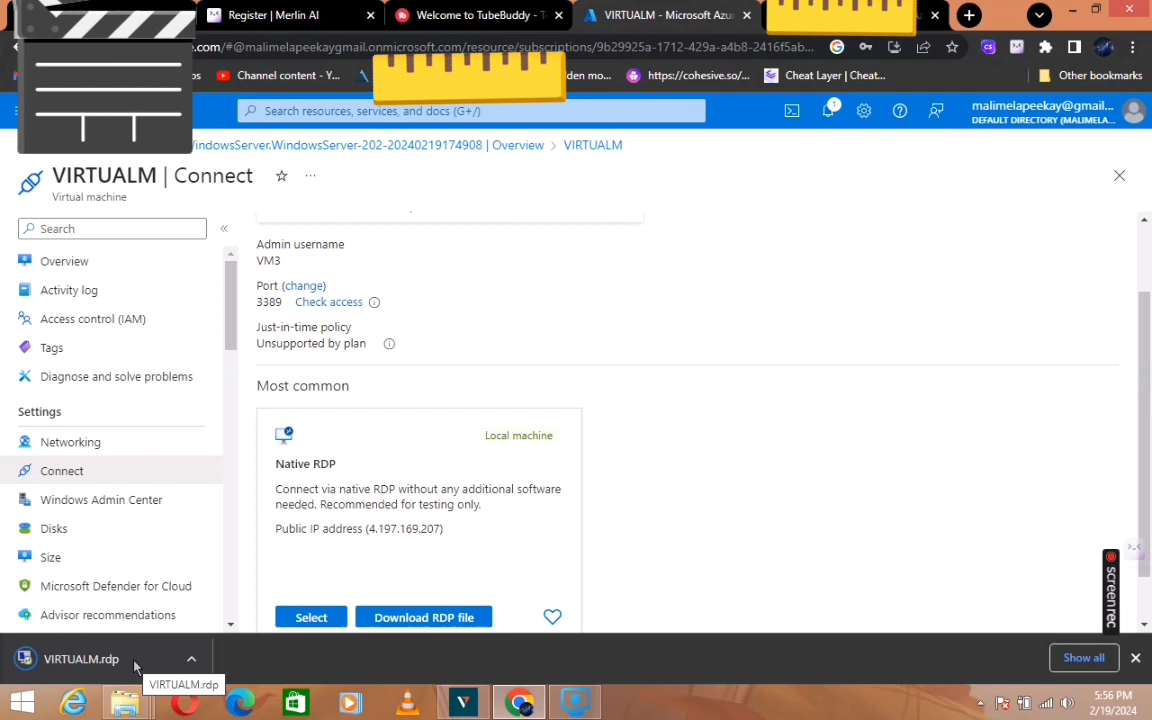 Register | Merlin AI
Welcome to TubeBuddy - T
VIRTUALM - Microsoft Azu
.com/#@malimelapeekaygmail.onmicrosoft.com/resource/subscriptions/9b29925a-1712-429a-a4b8-2416f5ab...
Channel content - Y...
den mo...
https://cohesive.so/...
Cheat Layer | Cheat...
Other bookmarks
Search resources, services, and docs (G+/)
1
malimelapeekay@gmail....
DEFAULT DIRECTORY (MALIMELA...
indowsServer.WindowsServer-202-20240219174908 | Overview > VIRTUALM
VIRTUALM | Connect
Virtual machine
Search
Overview
Activity log
Access control (IAM)
Tags
Diagnose and solve problems
Settings
Networking
Connect
Windows Admin Center
Disks
Size
Microsoft Defender for Cloud
Advisor recommendations
Admin username
VM3
Port (change)
3389 Check access
Just-in-time policy
Unsupported by plan
Most common
Local machine
Native RDP
Connect via native RDP without any additional software
needed. Recommended for testing only.
Public IP address (4.197.169.207)
Select
Download RDP file
screen rec
VIRTUALM.rdp
VIRTUALM.rdp
Show all
5:56 PM
2/19/2024